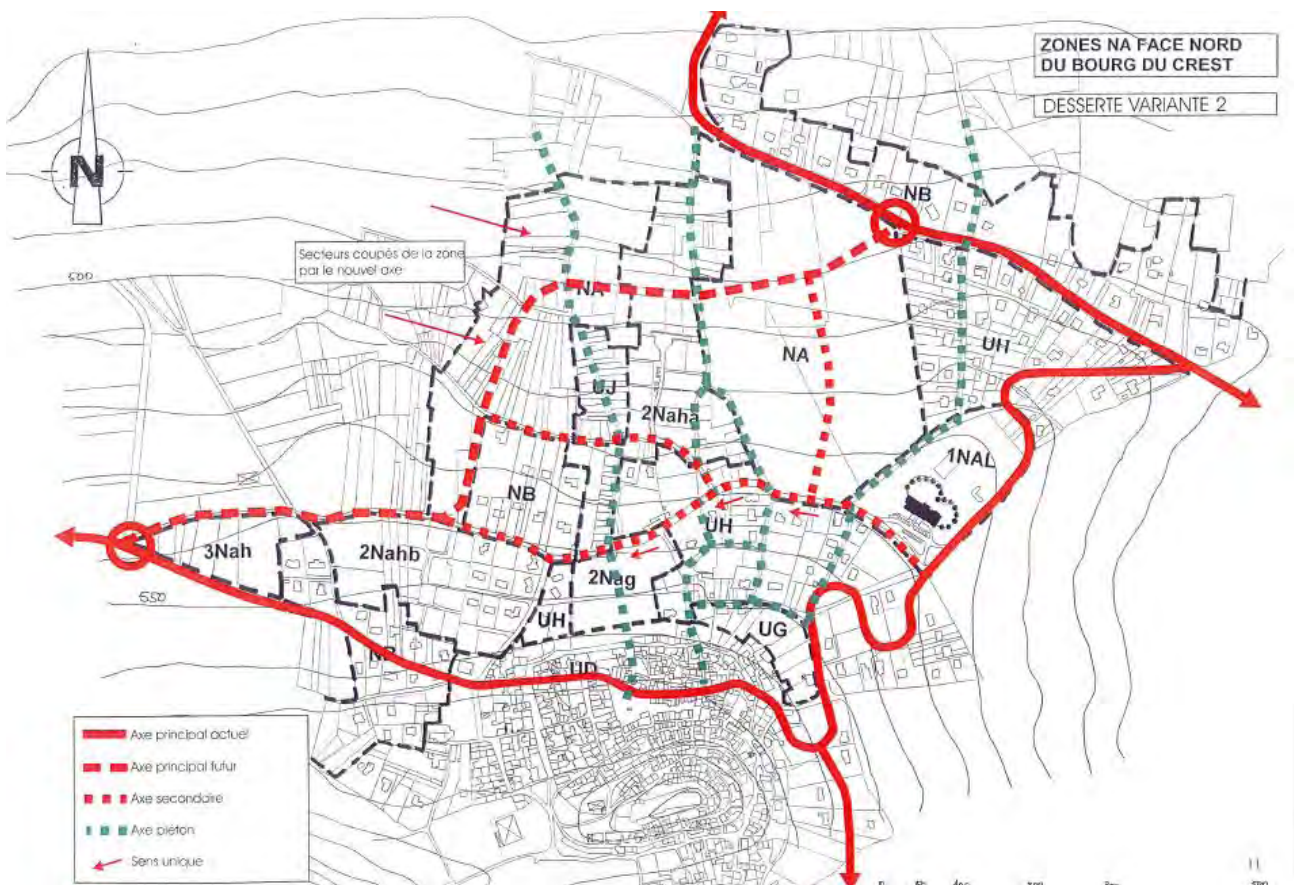 ZONES NA FACE NORD
DU BOURG DU CREST
DESSERTE VARIANTE 2
N
NB
Secteurs coupés de la zone
par le nouvel axe
NA
NA
UH
UJ
2Naha
1NAL
NB
UH
3Nah
2Nahb
2Nag
550
UH
UG
UD
Axe principal actuel
Axe principal futur
Axe secondaire
Axe piéton
Sens unique
11